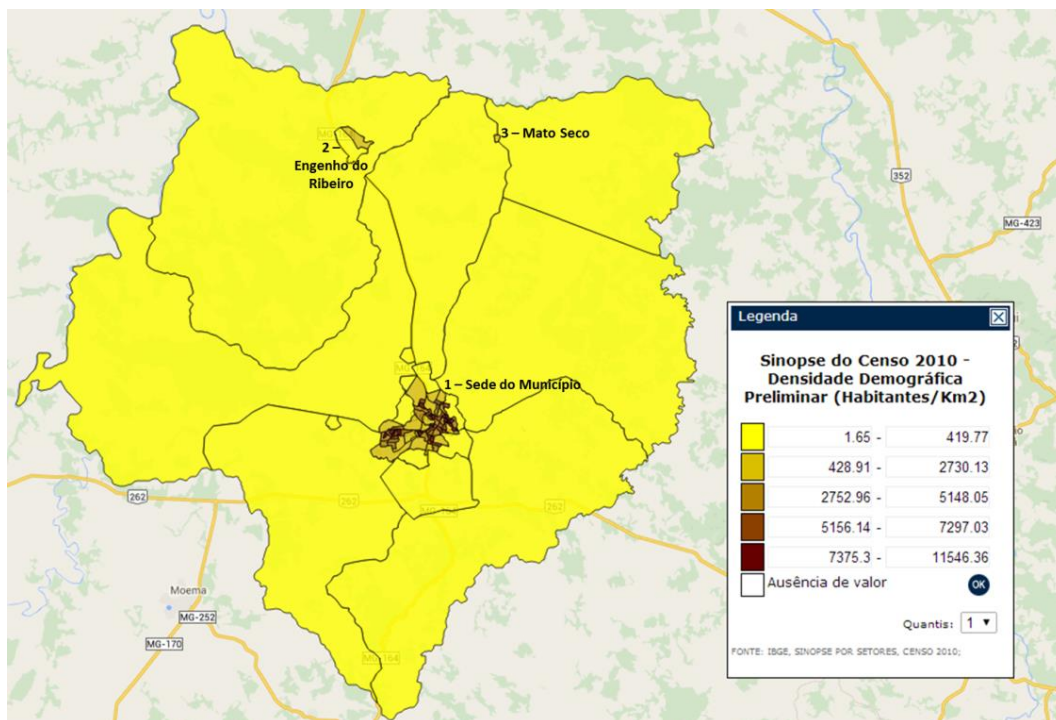 3 – Mato Seco
2 –
Engenho do
Ribeiro
352
MG-423
1 – Sede do Município
262
262
262
Moema
MG-252
MG-170
MG-164
Legenda
Sinopse do Censo 2010 -
Densidade Demográfica
Preliminar (Habitantes/Km2)
1.65 - 419.77
428.91 - 2730.13
2752.96 - 5148.05
5156.14 - 7297.03
7375.3 - 11546.36
Ausência de valor OK
Quantis: 1
FONTE: IBGE, SINOPSE POR SETORES, CENSO 2010;